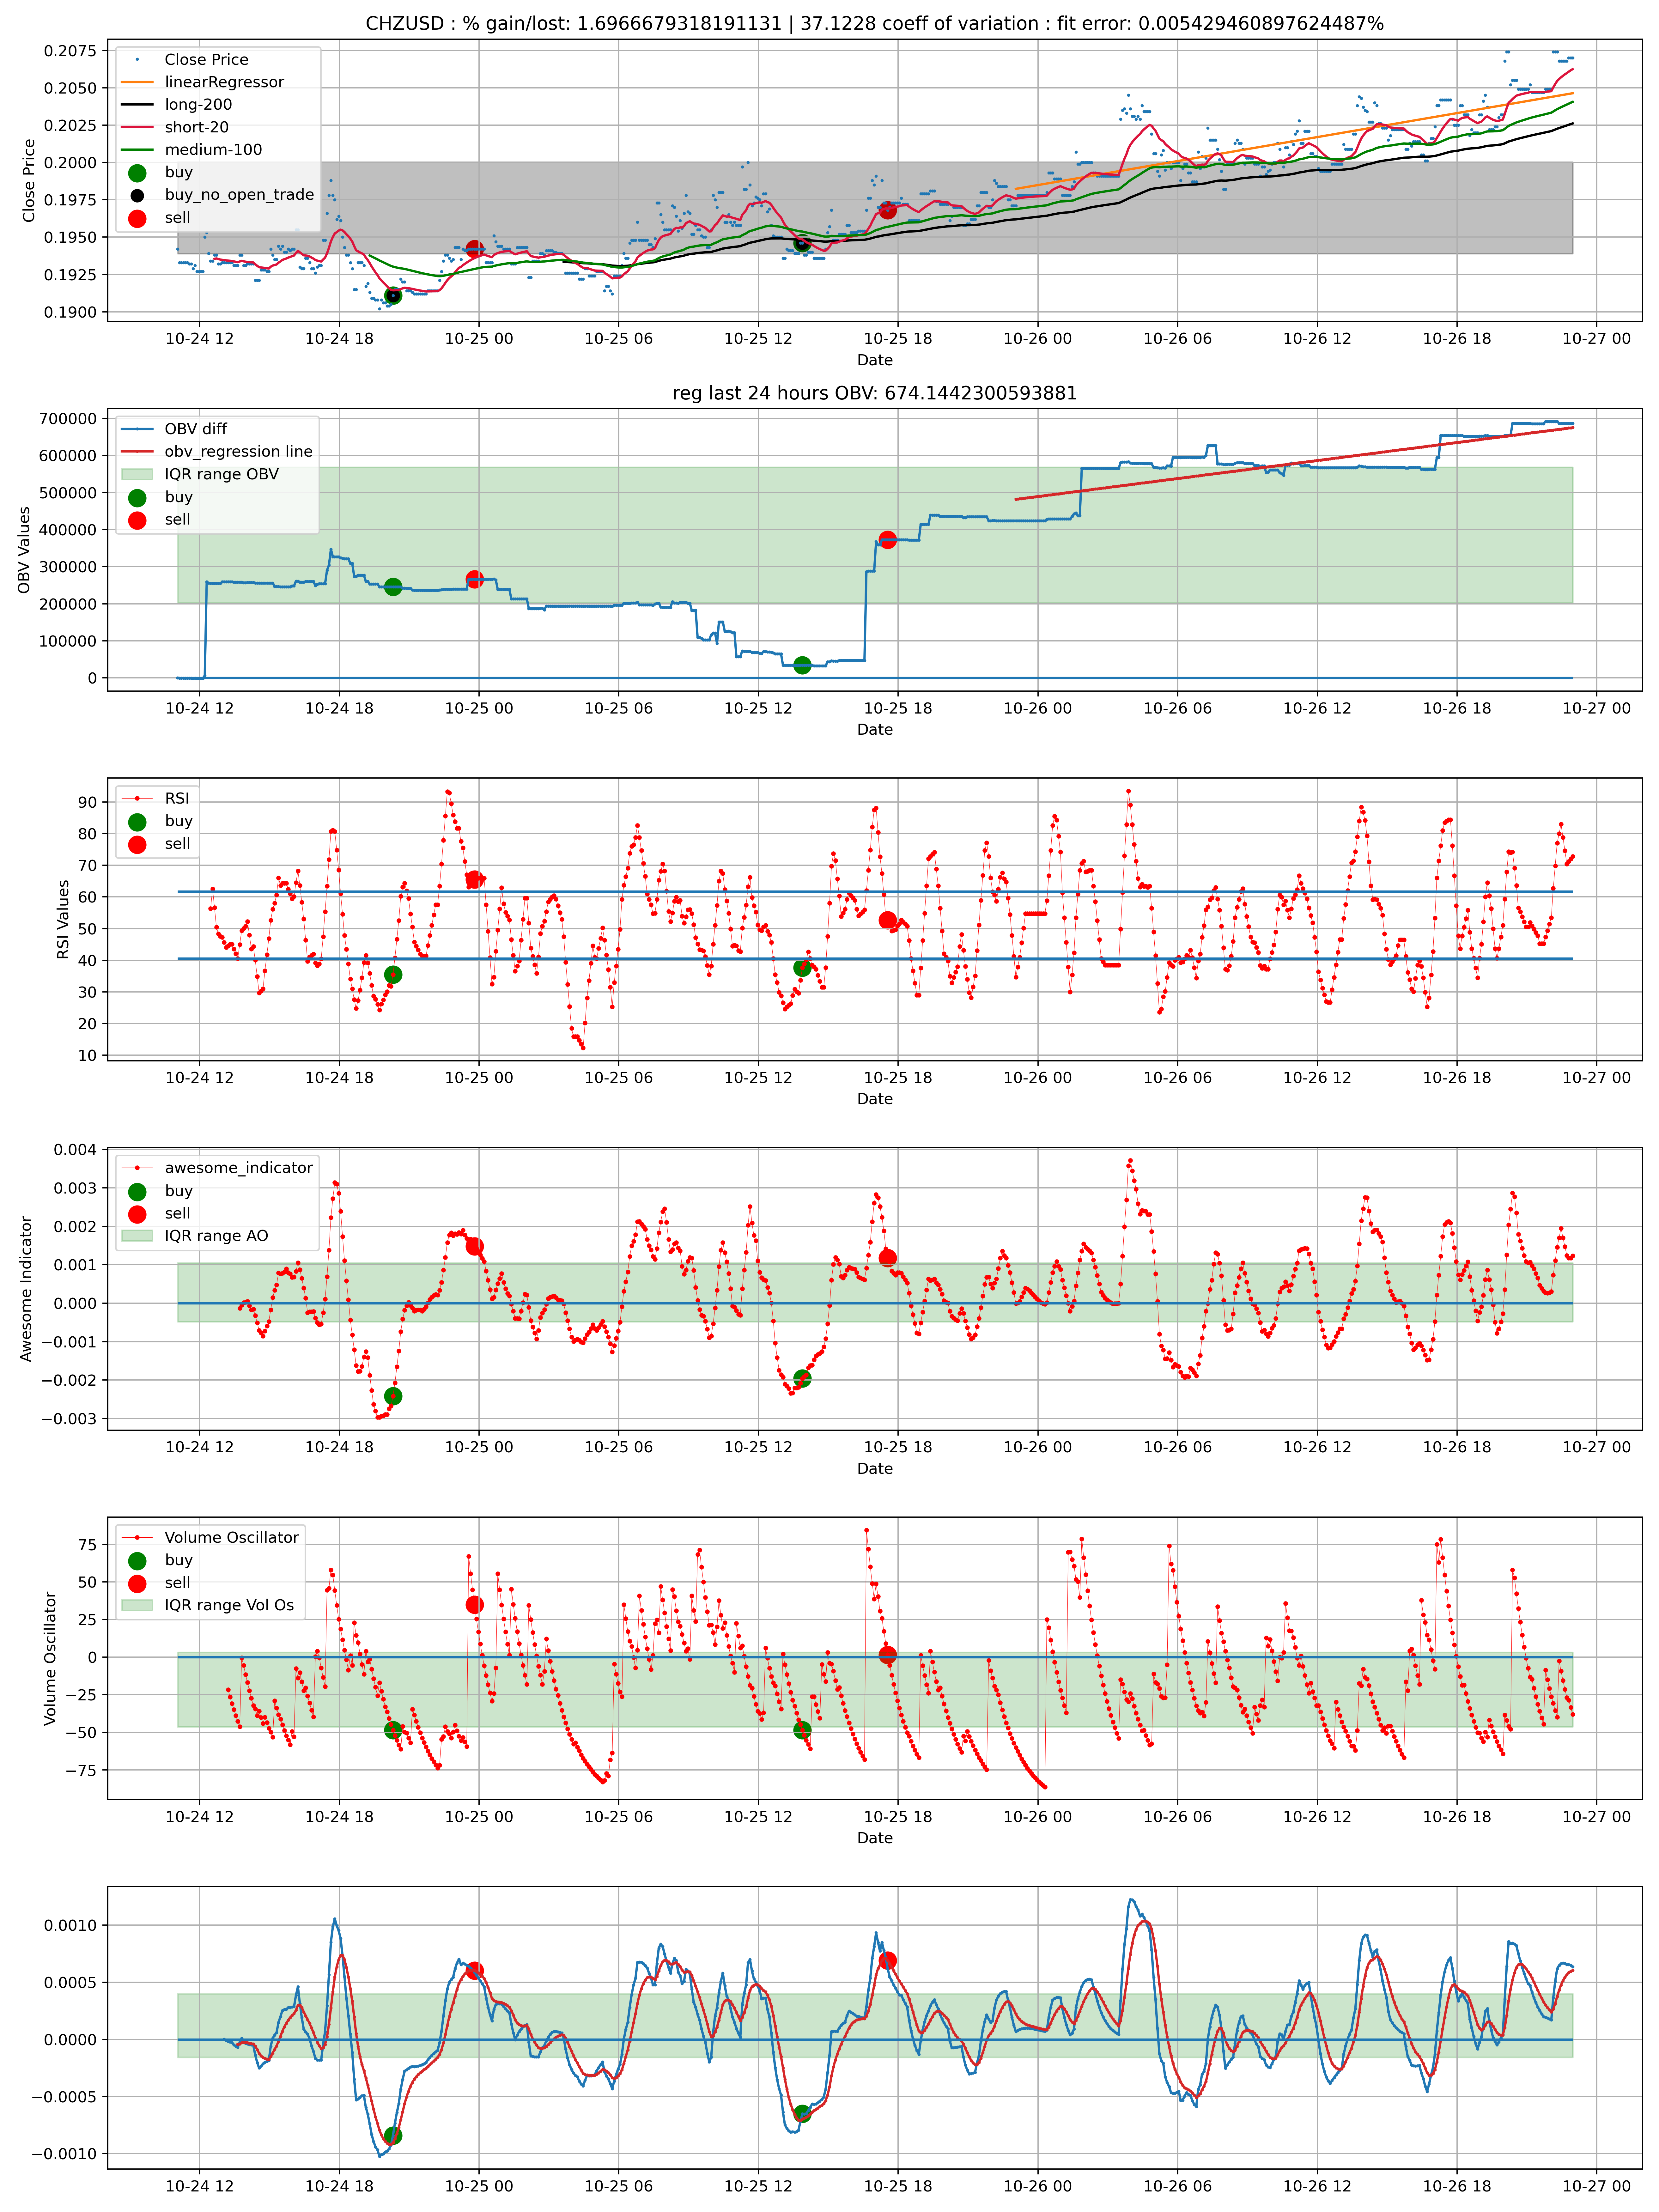 CHZUSD : % gain/lost: 1.6966679318191131 | 37.1228 coeff of variation : fit error: 0.005429460897624487%
Close Price
0.2075
0.2050
0.2025
0.2000
0.1975
0.1950
0.1925
0.1900
Close Price
linearRegressor
long-200
short-20
medium-100
buy
buy_no_open_trade
sell
10-24 12 10-24 18 10-25 00 10-25 06 10-25 12 10-25 18 10-26 00 10-26 06 10-26 12 10-26 18 10-27 00
Date
reg last 24 hours OBV: 674.1442300593881
OBV Values
700000
600000
500000
400000
300000
200000
100000
0
OBV diff
obv_regression line
IQR range OBV
buy
sell
10-24 12 10-24 18 10-25 00 10-25 06 10-25 12 10-25 18 10-26 00 10-26 06 10-26 12 10-26 18 10-27 00
Date
RSI Values
90
80
70
60
50
40
30
20
10
RSI
buy
sell
10-24 12 10-24 18 10-25 00 10-25 06 10-25 12 10-25 18 10-26 00 10-26 06 10-26 12 10-26 18 10-27 00
Date
Awesome Indicator
0.004
0.003
0.002
0.001
0.000
−0.001
−0.002
−0.003
awesome_indicator
buy
sell
IQR range AO
10-24 12 10-24 18 10-25 00 10-25 06 10-25 12 10-25 18 10-26 00 10-26 06 10-26 12 10-26 18 10-27 00
Date
Volume Oscillator
75
50
25
0
−25
−50
−75
Volume Oscillator
buy
sell
IQR range Vol Os
10-24 12 10-24 18 10-25 00 10-25 06 10-25 12 10-25 18 10-26 00 10-26 06 10-26 12 10-26 18 10-27 00
Date
0.0010
0.0005
0.0000
−0.0005
−0.0010
10-24 12 10-24 18 10-25 00 10-25 06 10-25 12 10-25 18 10-26 00 10-26 06 10-26 12 10-26 18 10-27 00